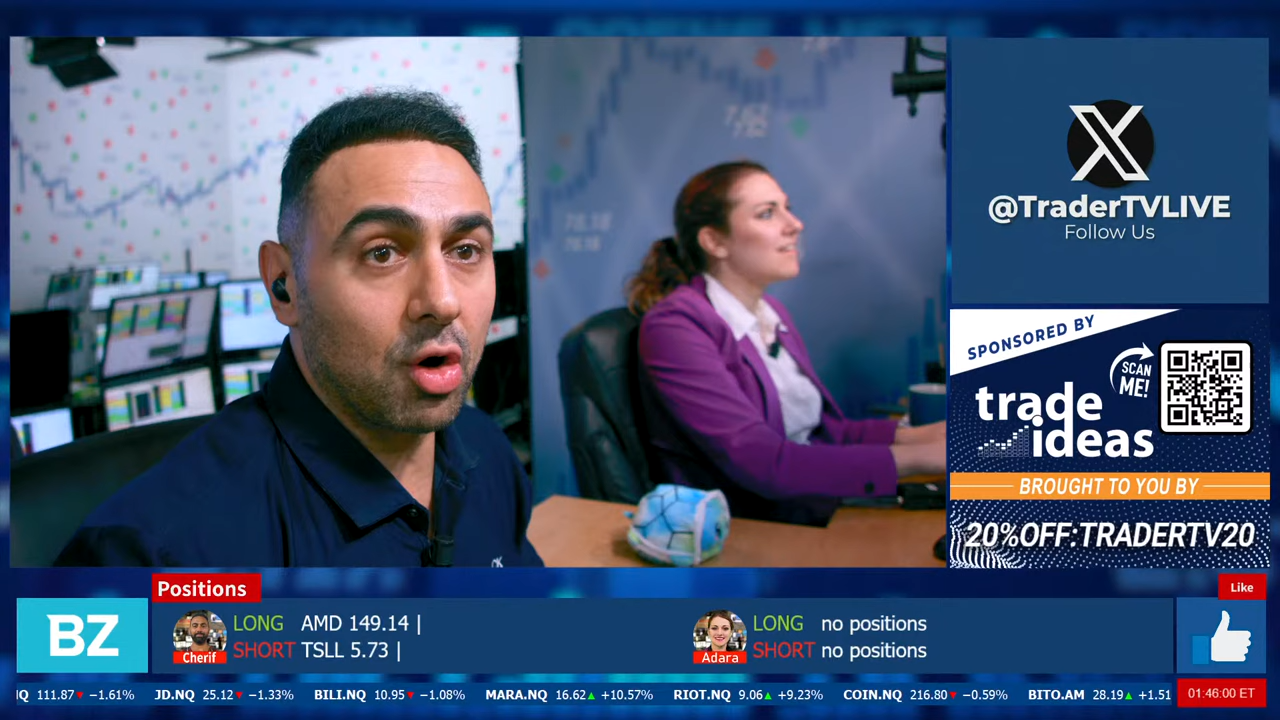 @TraderTVLIVE
Follow Us
SPONSORED BY
SCAN
ME!
trade
ideas
BROUGHT TO YOU BY
20%OFF:TRADERTV20
Positions
Like
BZ
Cherif
LONG AMD 149.14 |
SHORT TSLL 5.73 |
Adara
LONG no positions
SHORT no positions
IQ 111.87▼ −1.61% JD.NQ 25.12▼ −1.33% BILI.NQ 10.95▼ −1.08% MARA.NQ 16.62▲ +10.57% RIOT.NQ 9.06▲ +9.23% COIN.NQ 216.80▼ −0.59% BITO.AM 28.19▲ +1.51
01:46:00 ET